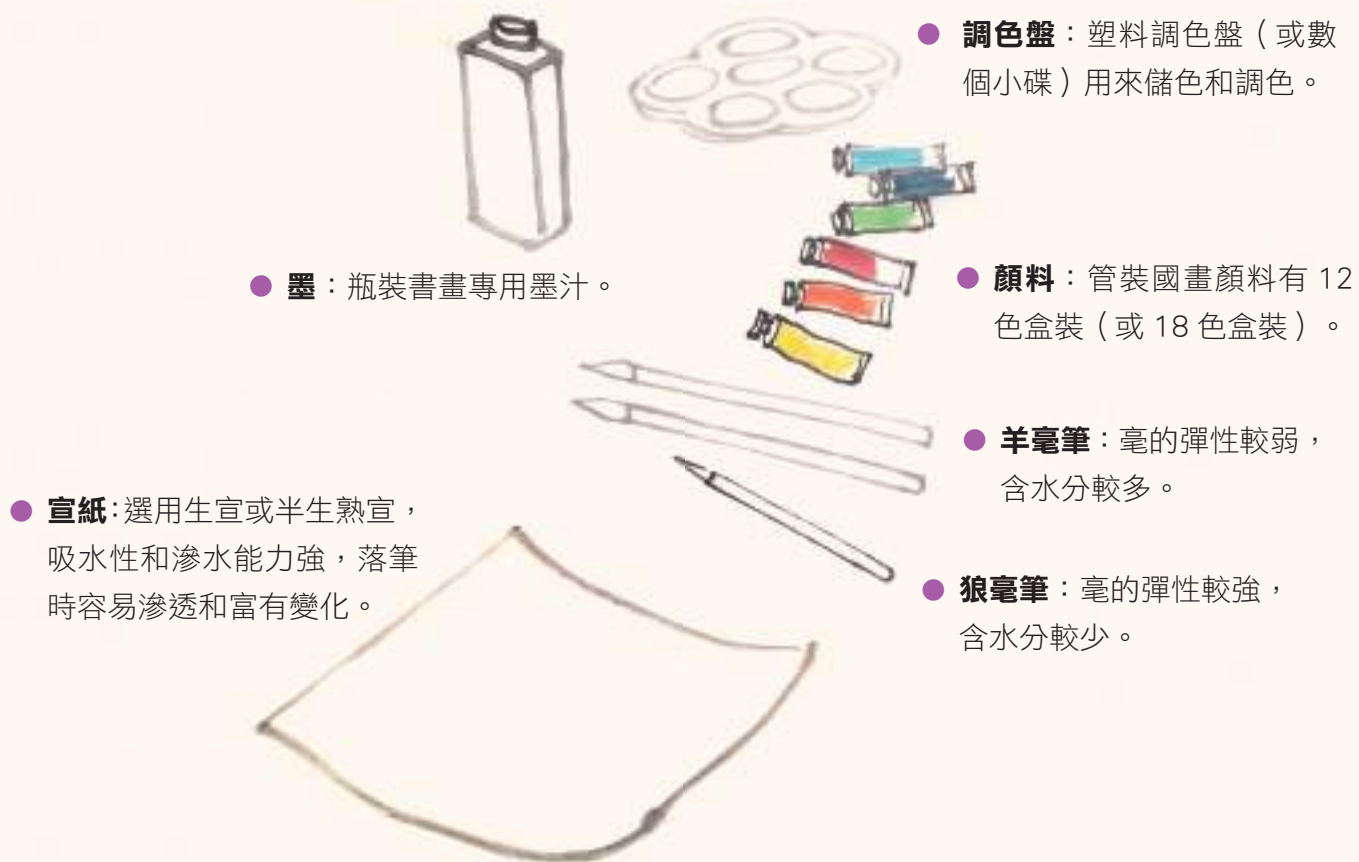 ● 調色盤：塑料調色盤（或數
個小碟）用來儲色和調色。
● 墨：瓶裝書畫專用墨汁。
● 顏料：管裝國畫顏料有 12
色盒裝（或 18 色盒裝）。
● 羊毫筆：毫的彈性較弱，
含水分較多。
● 宣紙：選用生宣或半生熟宣，
吸水性和滲水能力強，落筆
時容易滲透和富有變化。
● 狼毫筆：毫的彈性較強，
含水分較少。